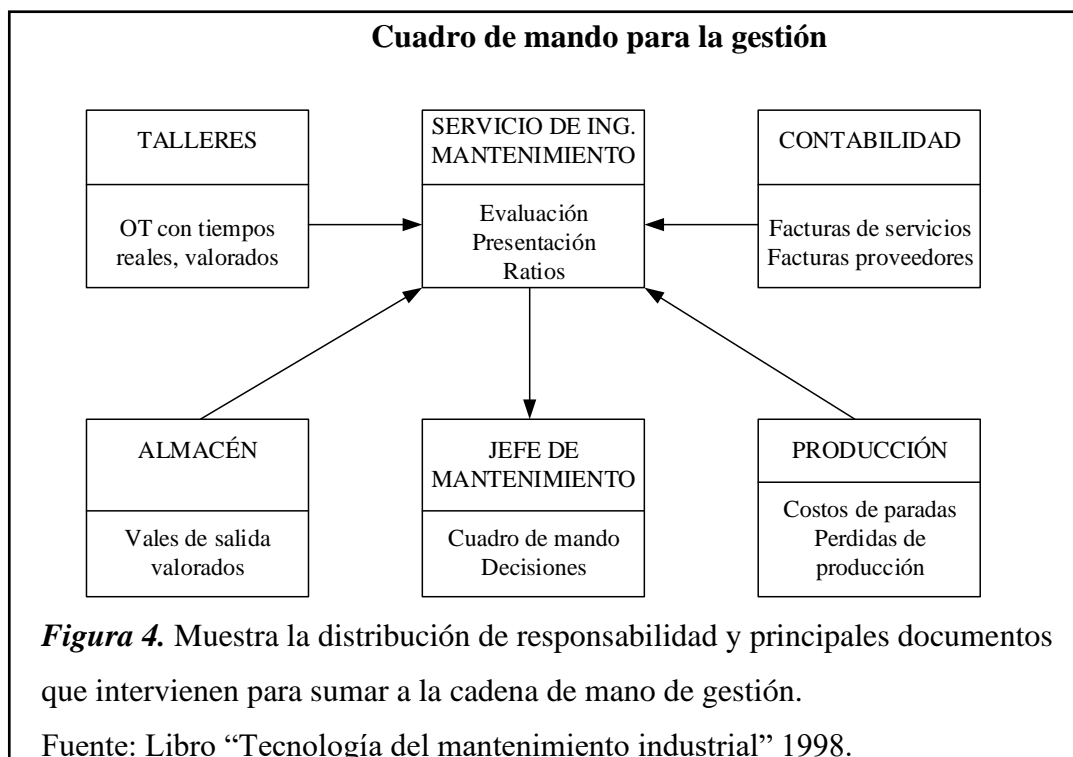 Cuadro de mando para la gestión
TALLERES
OT con tiempos
reales, valorados
SERVICIO DE ING.
MANTENIMIENTO
Evaluación
Presentación
Ratios
CONTABILIDAD
Facturas de servicios
Facturas proveedores
ALMACÉN
Vales de salida
valorados
JEFE DE
MANTENIMIENTO
Cuadro de mando
Decisiones
PRODUCCIÓN
Costos de paradas
Perdidas de
producción
Figura 4. Muestra la distribución de responsabilidad y principales documentos
que intervienen para sumar a la cadena de mano de gestión.
Fuente: Libro “Tecnología del mantenimiento industrial” 1998.